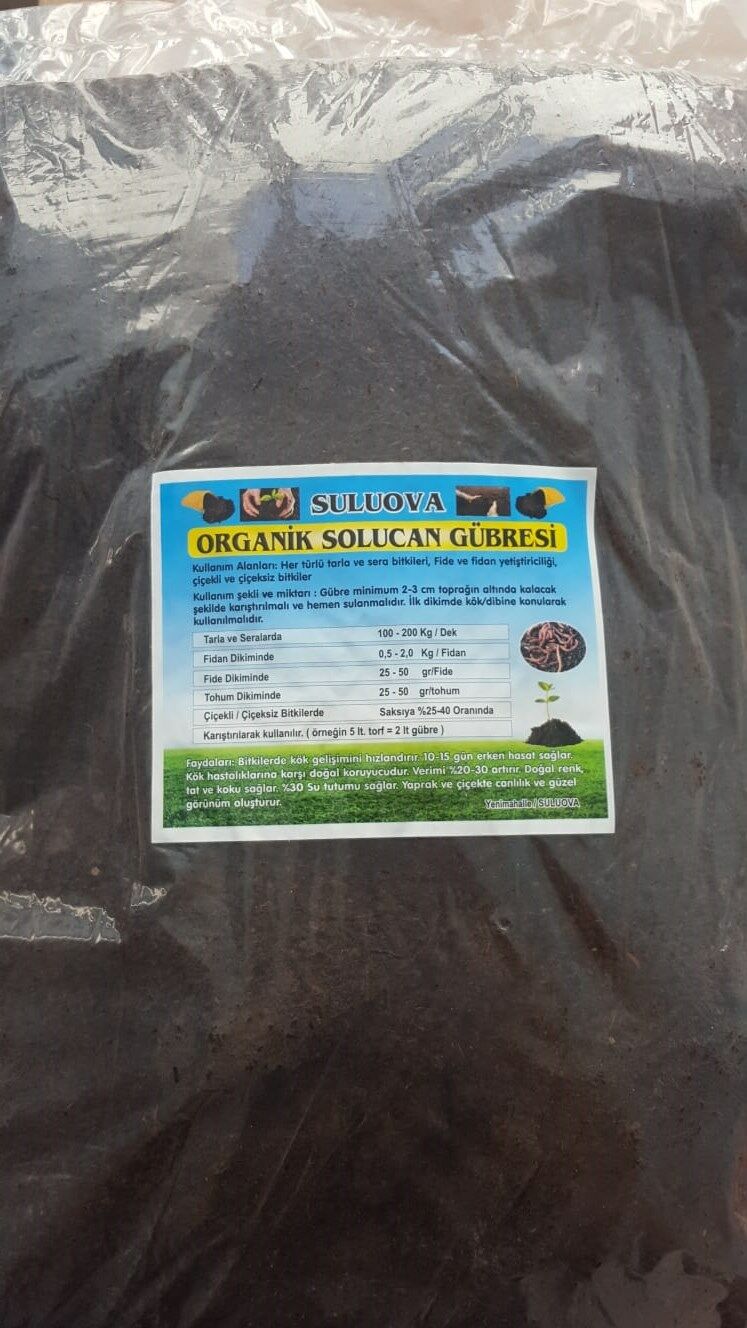 SULUOVA
ORGANİK SOLUCAN GÜBRESİ
Kullanım Alanları: Her türlü tarla ve sera bitkileri, Fide ve fidan yetiştiriciliği,
çiçekli ve çiçeksiz bitkiler
Kullanım şekli ve miktarı : Gübre minimum 2-3 cm toprağın altında kalacak
şekilde karıştırılmalı ve hemen sulanmalıdır. İlk dikimde kök/dibine konularak
kullanılmalıdır.
Tarla ve Seralarda 100 - 200 Kg / Dek
Fidan Dikiminde 0,5 - 2,0 Kg / Fidan
Fide Dikiminde 25 - 50 gr/Fide
Tohum Dikiminde 25 - 50 gr/tohum
Çiçekli / Çiçeksiz Bitkilerde Saksıya %25-40 Oranında
Karıştırılarak kullanılır. ( örneğin 5 lt. torf = 2 lt gübre )
Faydaları: Bitkilerde kök gelişimini hızlandırır. 10-15 gün erken hasat sağlar.
Kök hastalıklarına karşı doğal koruyucudur. Verimi %20-30 artırır. Doğal renk,
tat ve koku sağlar. %30 Su tutumu sağlar. Yaprak ve çiçekte canlılık ve güzel
görünüm oluşturur.
Yenimahalle / SULUOVA